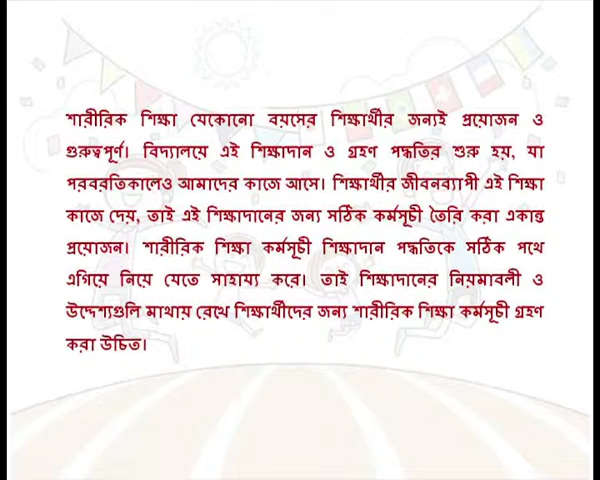 শারীরিক শিক্ষা যেকোনো বয়সের শিক্ষার্থীর জন্যই প্রয়োজন ও
গুরুত্বপূর্ণ। বিদ্যালয়ে এই শিক্ষাদান ও গ্রহণ পদ্ধতির শুরু হয়, যা
পরবরতিকালেও আমাদের কাজে আসে। শিক্ষার্থীর জীবনব্যাপী এই শিক্ষা
কাজে দেয়, তাই এই শিক্ষাদানের জন্য সঠিক কর্মসূচী তৈরি করা একান্ত
প্রয়োজন। শারীরিক শিক্ষা কর্মসূচী শিক্ষাদান পদ্ধতিকে সঠিক পথে
এগিয়ে নিয়ে যেতে সাহায্য করে। তাই শিক্ষাদানের নিয়মাবলী ও
উদ্দেশ্যগুলি মাথায় রেখে শিক্ষার্থীদের জন্য শারীরিক শিক্ষা কর্মসূচী গ্রহণ
করা উচিত।